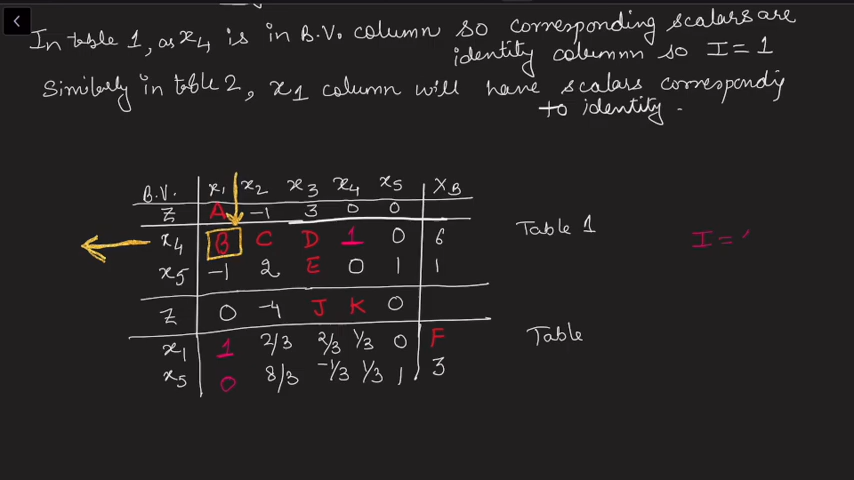 In table 1, as x4 is in B.V. column so corresponding scalars are
identity columnn so I = 1
Similarly in table 2, x1 column will have scalars correspondig
to identity.
B.V. x1 x2 x3 x4 x5 XB
Z A -1 3 0 0
x4 B C D 1 0 6 Table 1
I =
x5 -1 2 E 0 1 1
Z 0 -4 J K 0
x1 1 2/3 2/3 1/3 0 F Table
x5 0 8/3 -1/3 1/3 1 3